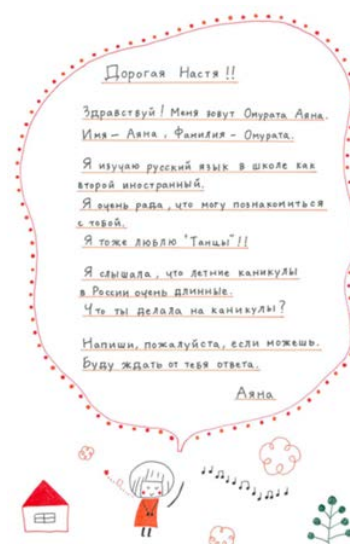 Дорогая Настя!!
Здравствуй! Меня зовут Омурата Аяна.
Имя – Аяна, Фамилия – Омурата.
Я изучаю русский язык в школе как
второй иностранный.
Я очень рада, что могу познакомиться
с тобой.
Я тоже люблю "Танцы"!!
Я слышала, что летние каникулы
в России очень длинные.
Что ты делала на каникулы?
Напиши, пожалуйста, если можешь.
Буду ждать от тебя ответа.
Аяна